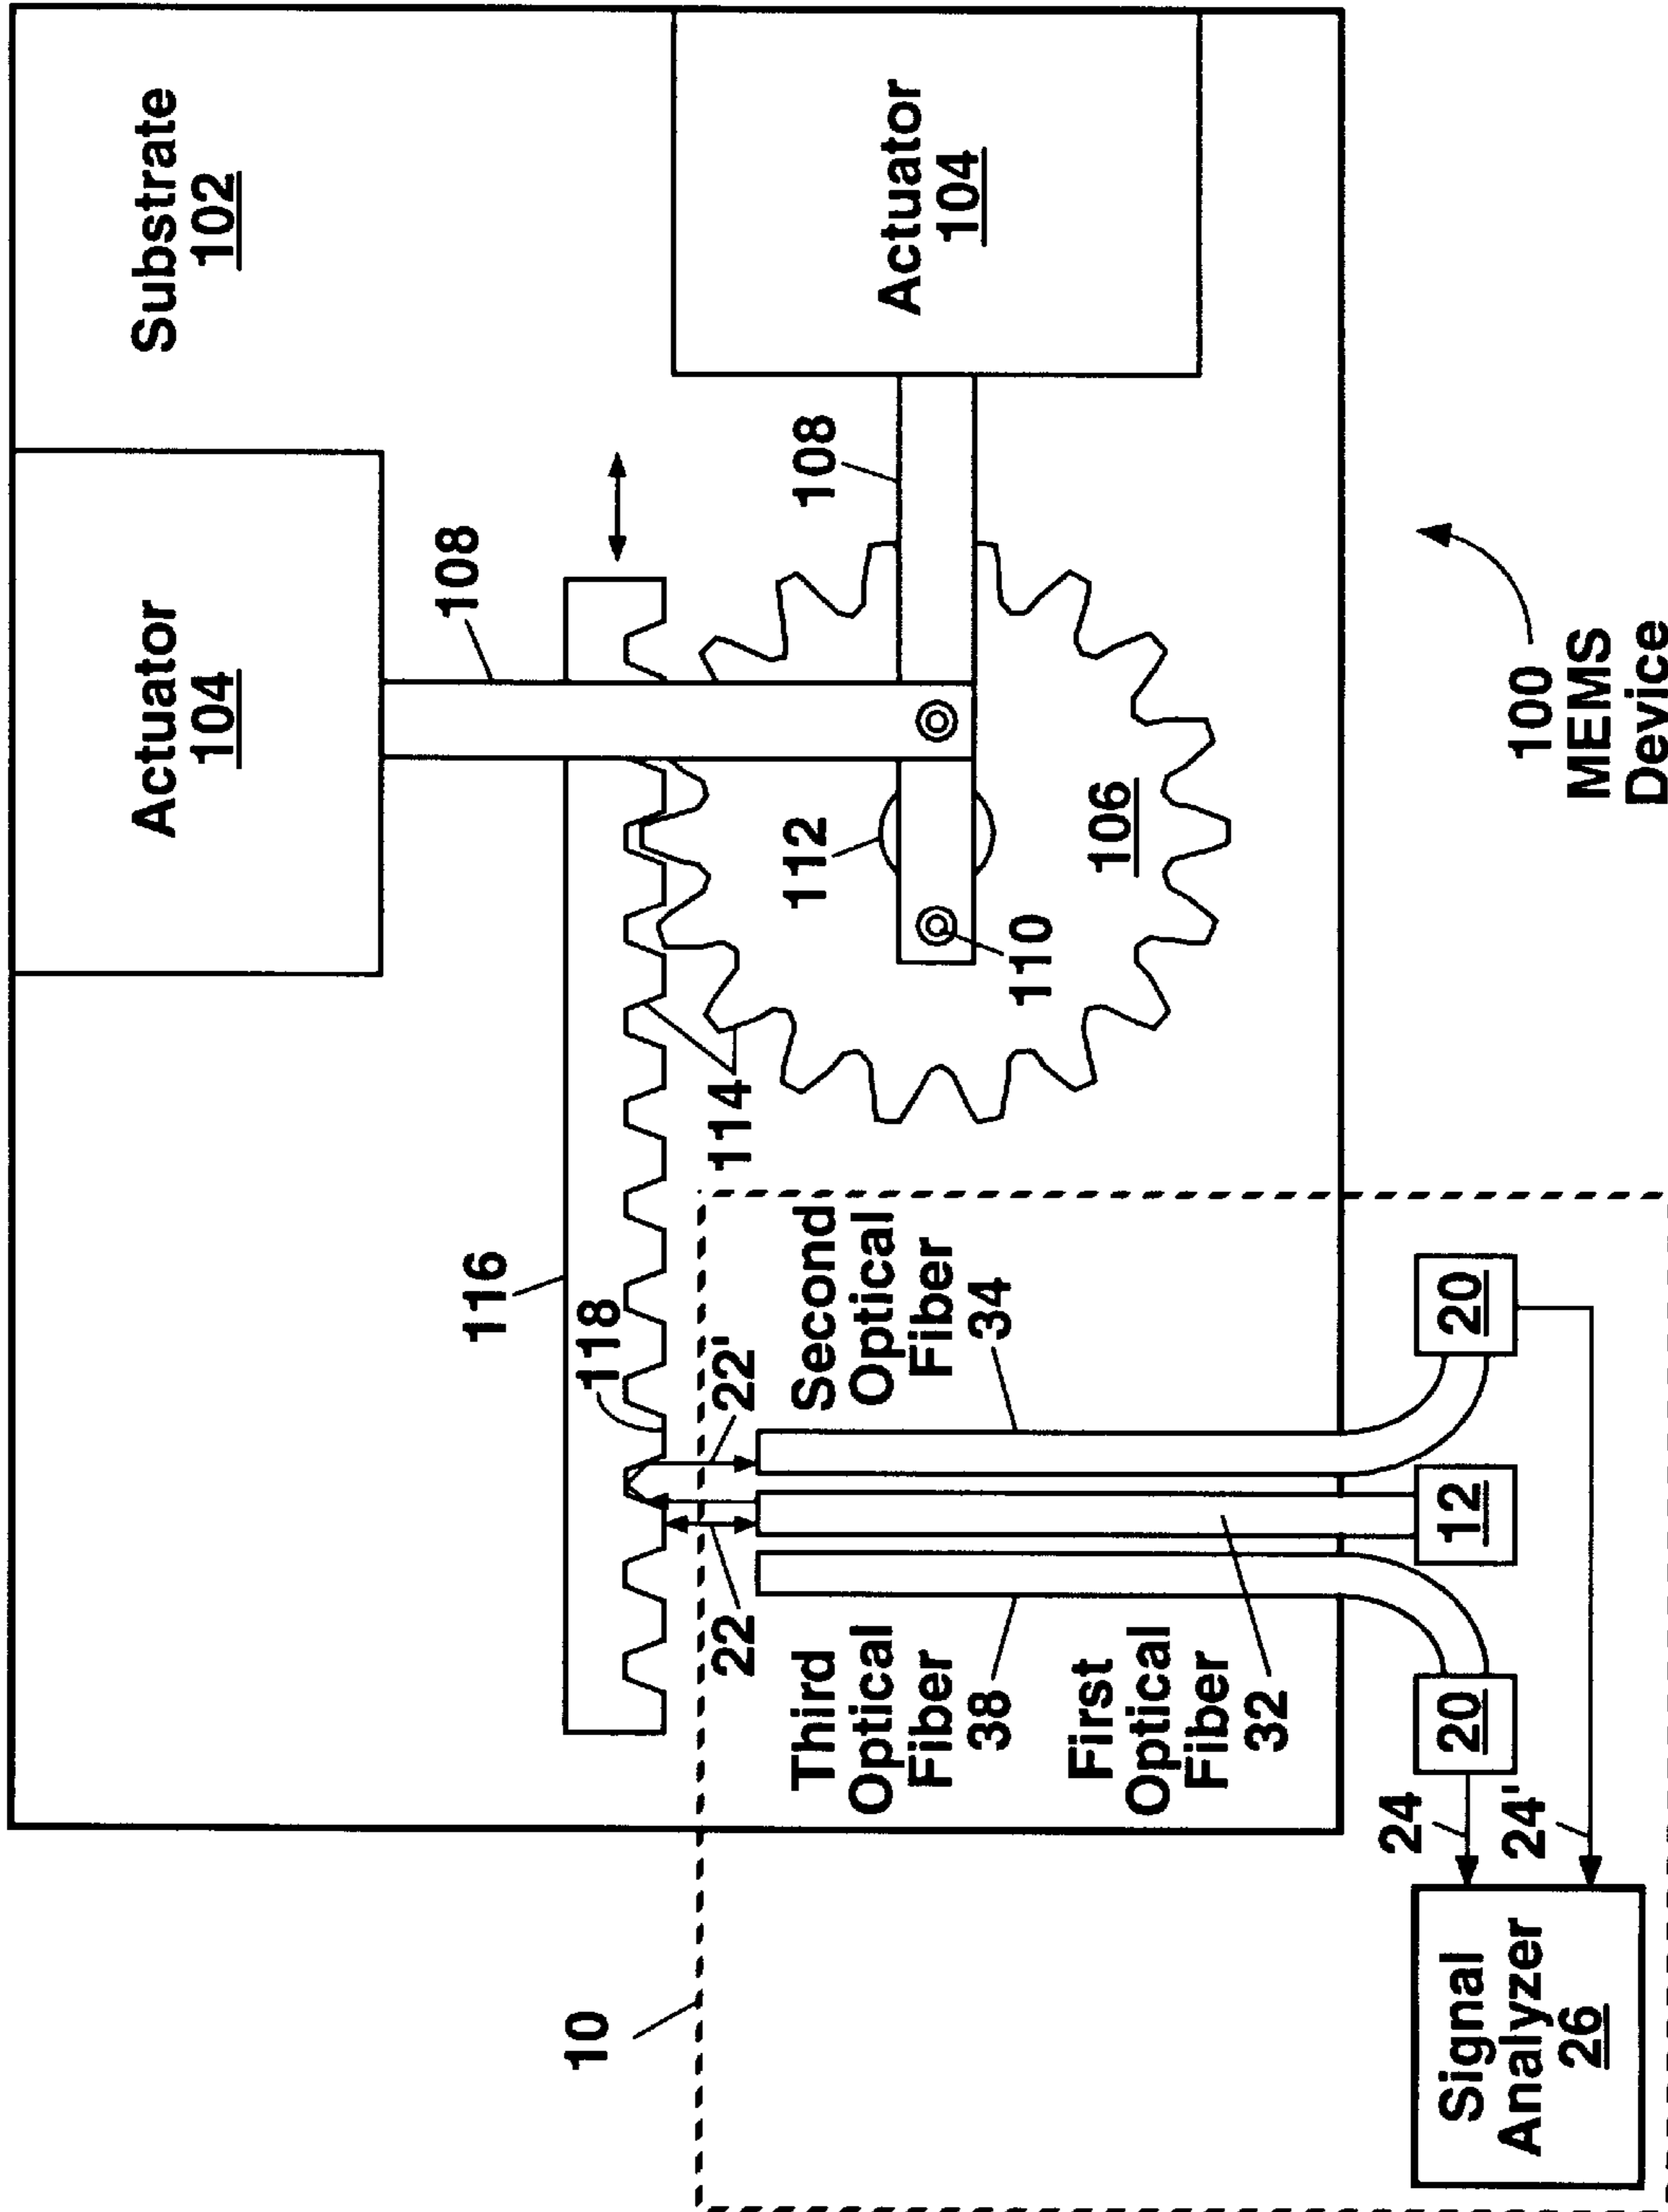 Substrate
102
Actuator
104
Actuator
104
108
108
112
110
106
114
116
118
22'
22
Second
Optical
Fiber
34
Third
Optical
Fiber
38
First
Optical
Fiber
32
20
12
20
24
24'
Signal
Analyzer
26
10
100
MEMS
Device